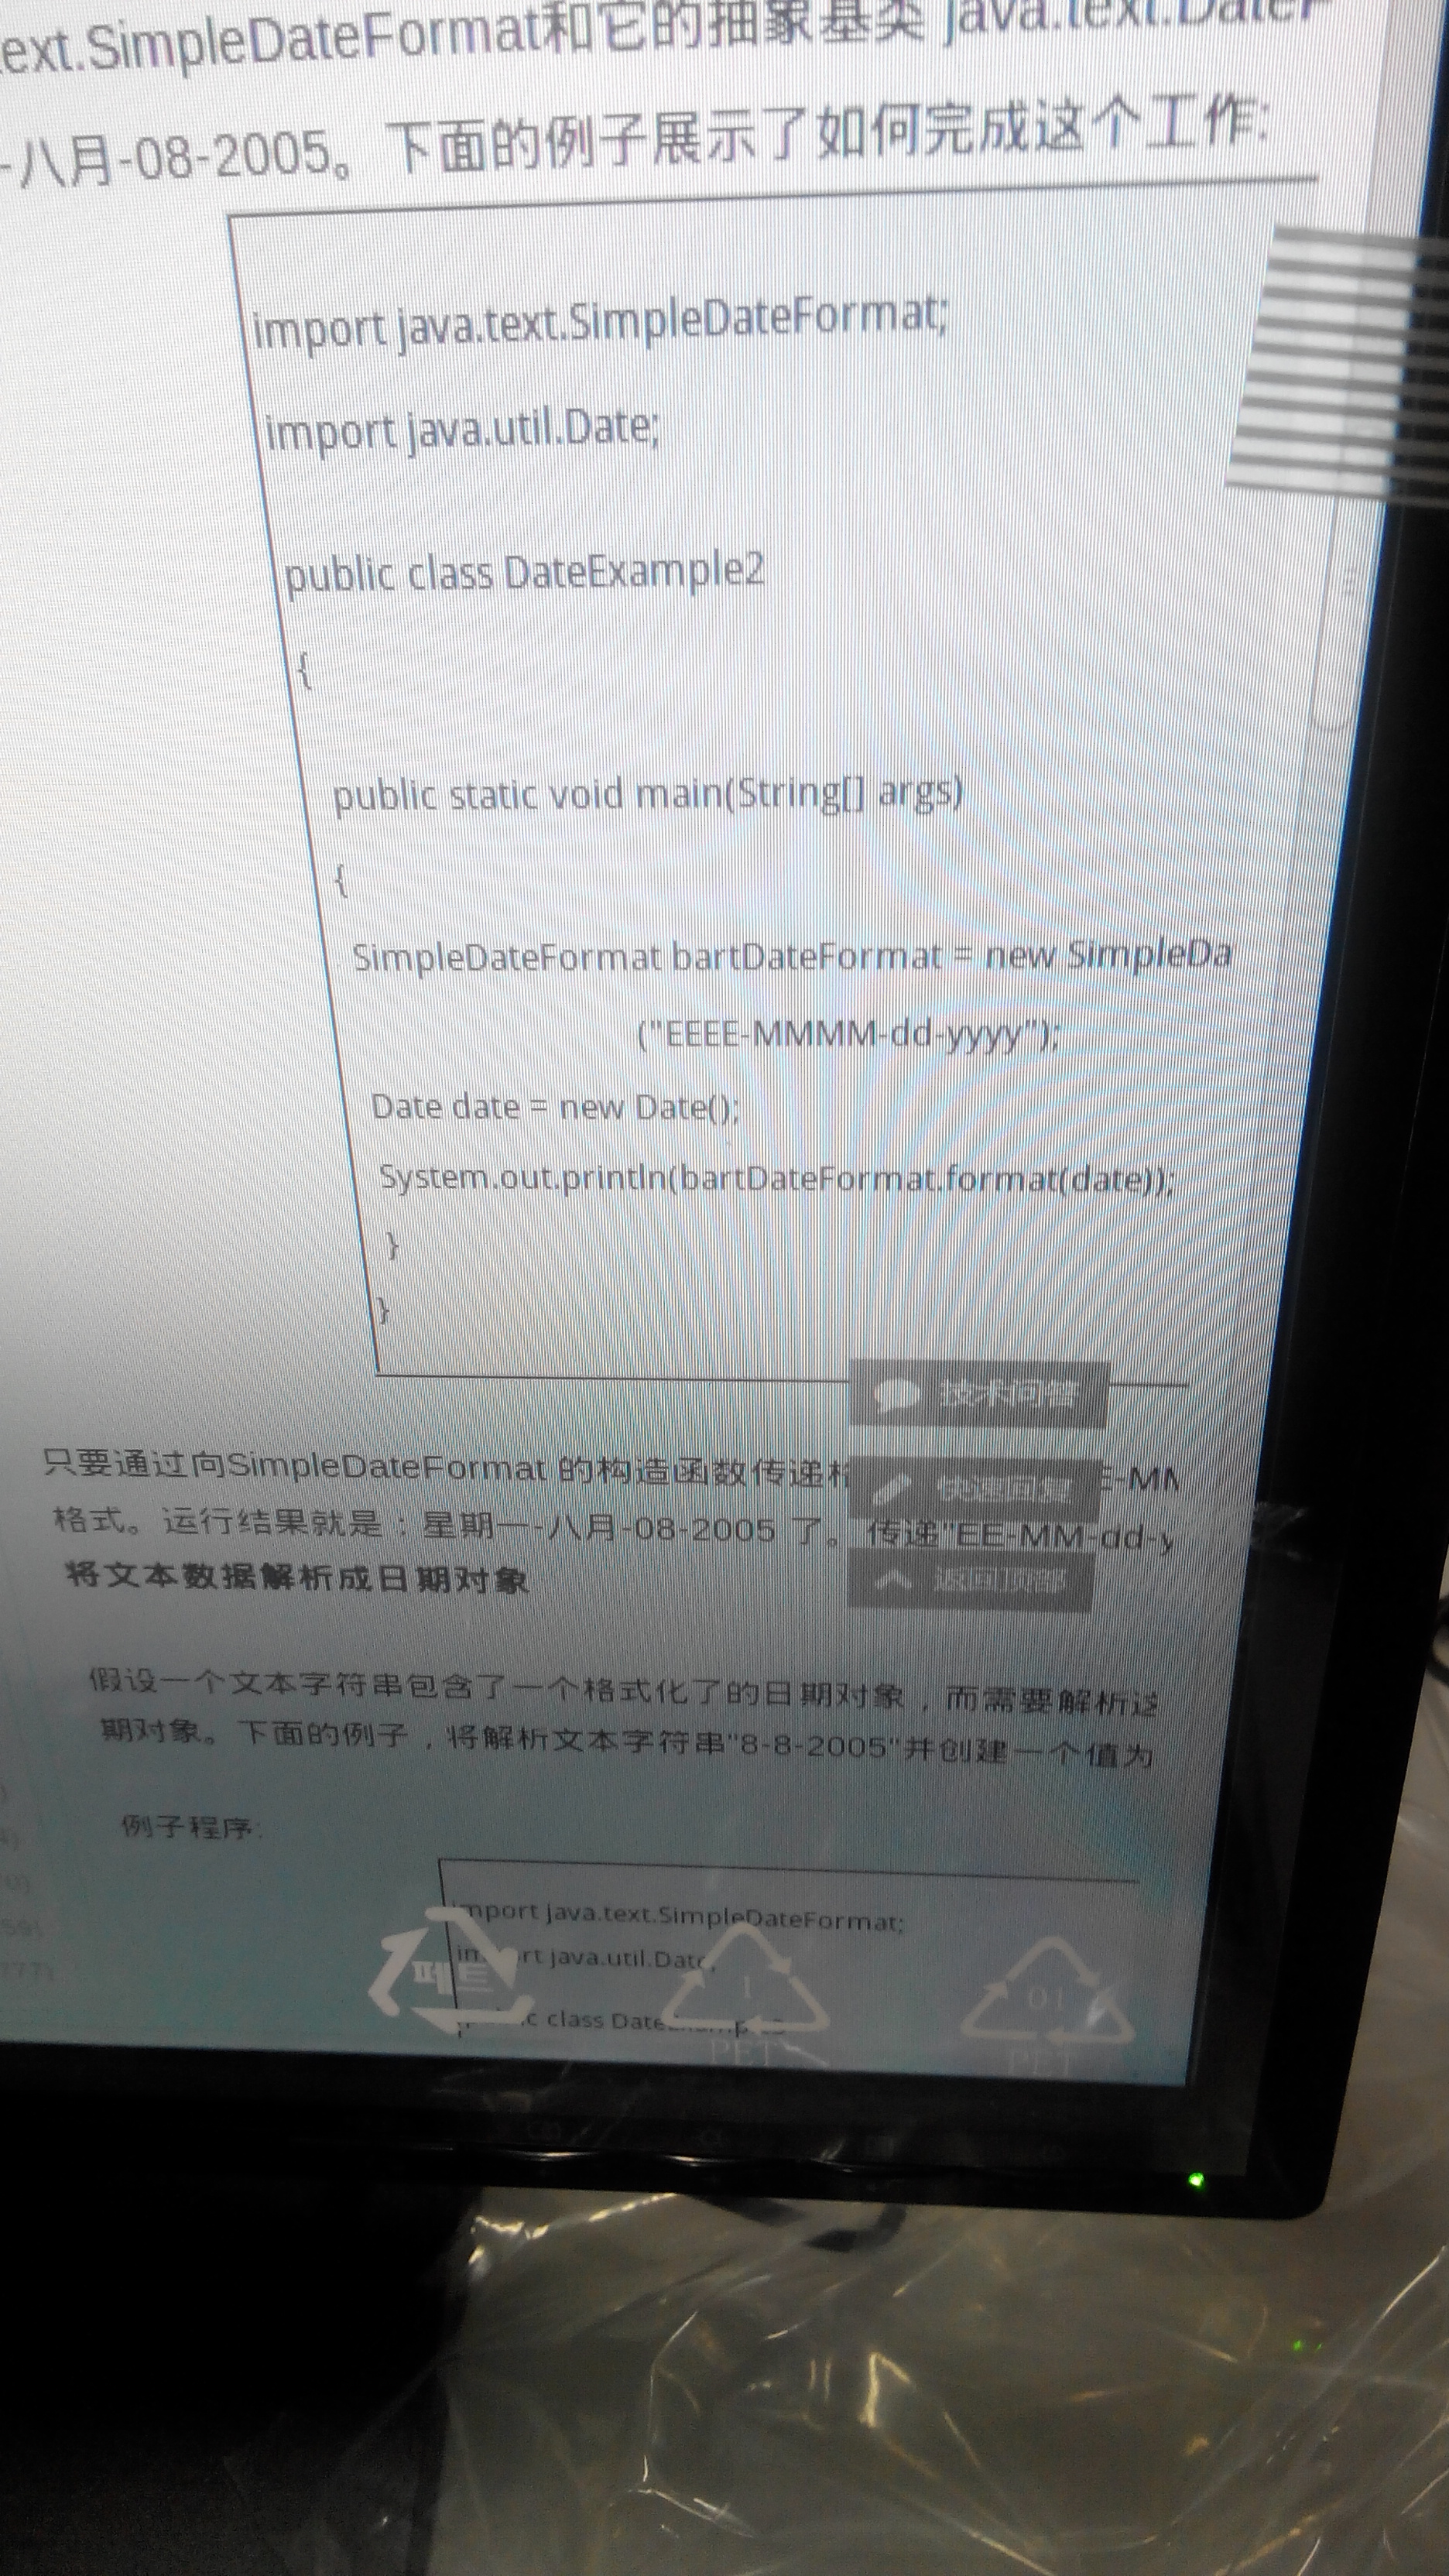 ext.SimpleDateFormat和它的抽象基类 java.text.DateF
-八月-08-2005。下面的例子展示了如何完成这个工作:
import java.text.SimpleDateFormat;
import java.util.Date;
public class DateExample2
{
public static void main(String[] args)
{
SimpleDateFormat bartDateFormat = new SimpleDa
("EEEE-MMMM-dd-yyyy");
Date date = new Date();
System.out.println(bartDateFormat.format(date));
}
}
技术问答
只要通过向SimpleDateFormat 的构造函数传递格 E-MM
快速回复
格式。运行结果就是：星期一-八月-08-2005 了。 传递"EE-MM-dd-y
返回顶部
将文本数据解析成日期对象
假设一个文本字符串包含了一个格式化了的日期对象，而需要解析这
期对象。下面的例子，将解析文本字符串"8-8-2005"并创建一个值为
例子程序:
import java.text.SimpleDateFormat;
import java.util.Date;
c class Date
페트
1
PET
01
PET
59)
777)